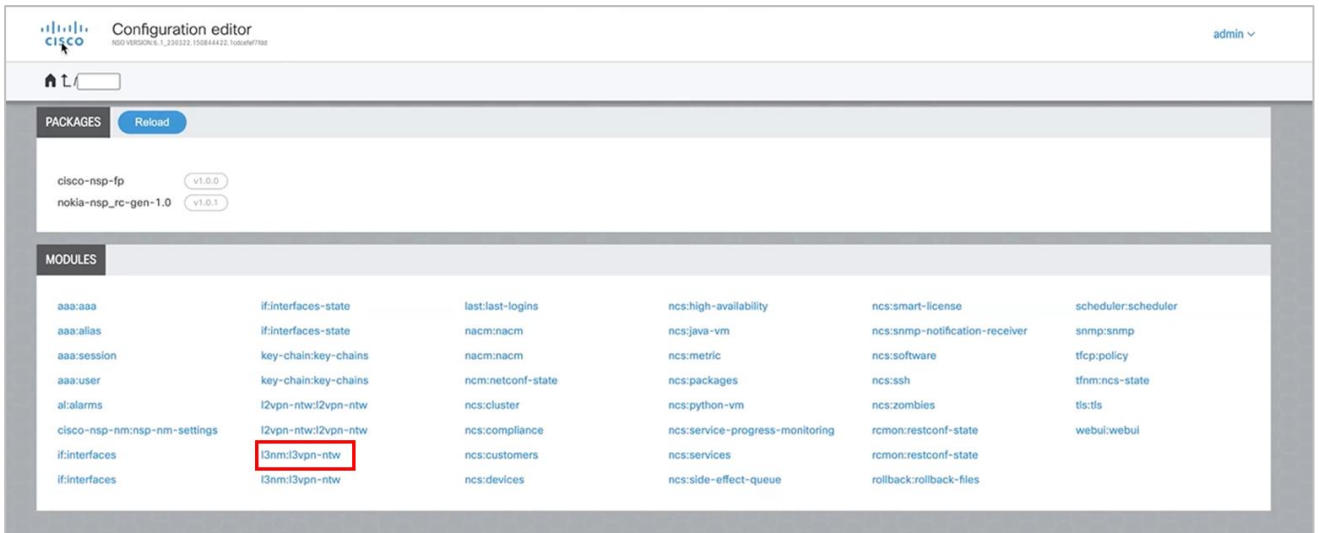 CISCO
Configuration editor
admin
PACKAGES
Reload
cisco-nsp-fp v1.0.0
nokia-nsp_rc-gen-1.0 v1.0.1
MODULES
aaa:aaa if:interfaces-state last:last-logins ncs:high-availability ncs:smart-license scheduler:scheduler
aaa:alias if:interfaces-state nacm:nacm ncs:java-vm ncs:snmp-notification-receiver snmp:snmp
aaa:session key-chain:key-chains nacm:nacm ncs:metric ncs:software tfcp:policy
aaa:user key-chain:key-chains ncm:netconf-state ncs:packages ncs:ssh tfnm:ncs-state
al:alarms l2vpn-ntw:l2vpn-ntw ncs:cluster ncs:python-vm ncs:zombies tls:tls
cisco-nsp-nm:nsp-nm-settings l2vpn-ntw:l2vpn-ntw ncs:compliance ncs:service-progress-monitoring rcmon:restconf-state webui:webui
if:interfaces l3nm:l3vpn-ntw ncs:customers ncs:services rcmon:restconf-state
if:interfaces l3nm:l3vpn-ntw ncs:devices ncs:side-effect-queue rollback:rollback-files